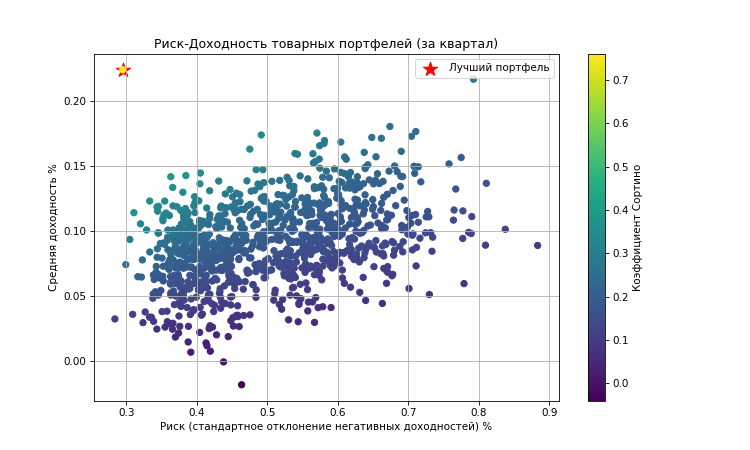 Риск-Доходность товарных портфелей (за квартал)
Лучший портфель
Средняя доходность %
0.20
0.15
0.10
0.05
0.00
0.3 0.4 0.5 0.6 0.7 0.8 0.9
Риск (стандартное отклонение негативных доходностей) %
0.7
0.6
0.5
0.4
0.3
0.2
0.1
0.0
Коэффициент Сортино